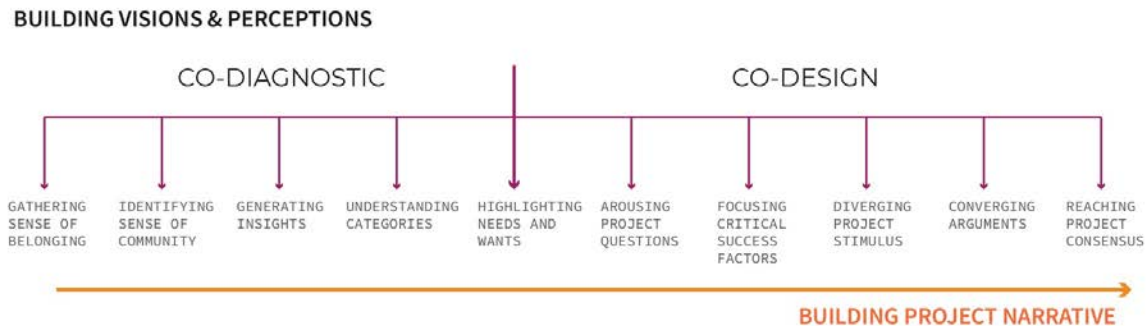 BUILDING VISIONS & PERCEPTIONS
CO-DIAGNOSTIC
CO-DESIGN
GATHERING
SENSE OF
BELONGING
IDENTIFYING
SENSE OF
COMMUNITY
GENERATING
INSIGHTS
UNDERSTANDING
CATEGORIES
HIGHLIGHTING
NEEDS AND
WANTS
AROUSING
PROJECT
QUESTIONS
FOCUSING
CRITICAL
SUCCESS
FACTORS
DIVERGING
PROJECT
STIMULUS
CONVERGING
ARGUMENTS
REACHING
PROJECT
CONSENSUS
BUILDING PROJECT NARRATIVE